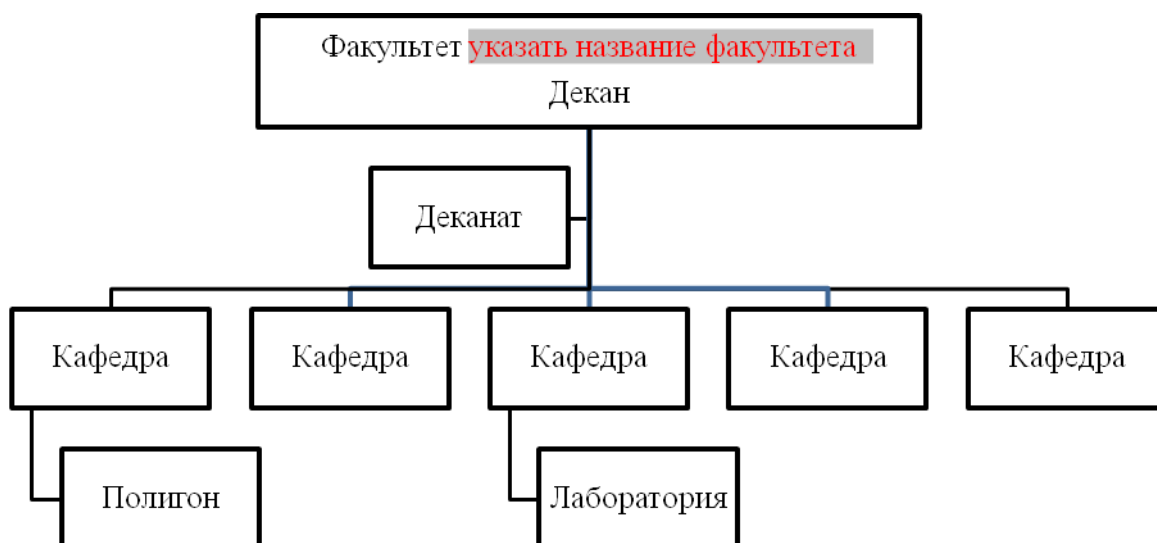 Факультет указать название факультета
Декан
Деканат
Кафедра
Кафедра
Кафедра
Кафедра
Кафедра
Полигон
Лаборатория